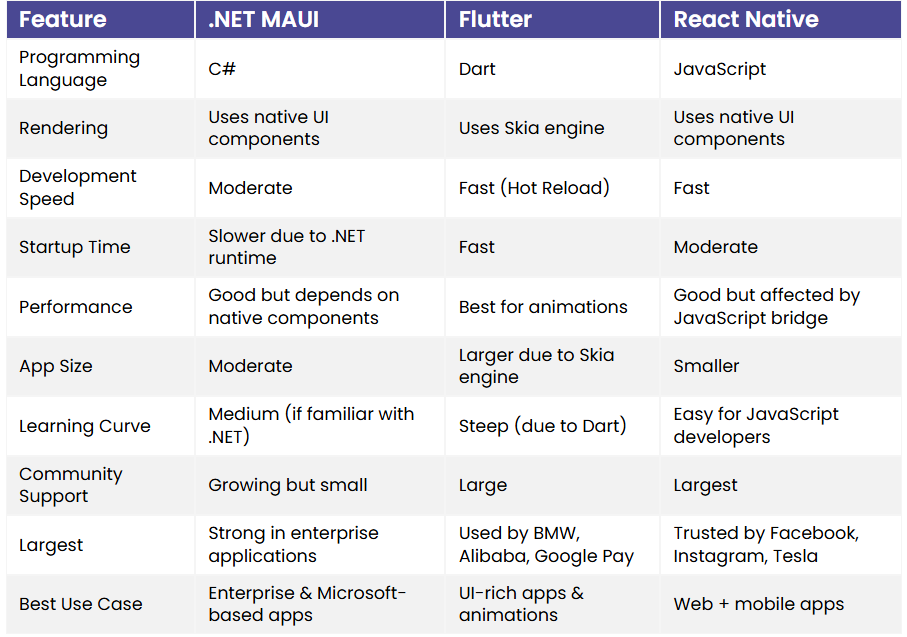 Feature .NET MAUI Flutter React Native
Programming
Language
C#
Dart
JavaScript
Rendering
Uses native UI
components
Uses Skia engine
Uses native UI
components
Development
Speed
Moderate
Fast (Hot Reload)
Fast
Startup Time
Slower due to .NET
runtime
Fast
Moderate
Performance
Good but depends on
native components
Best for animations
Good but affected by
JavaScript bridge
App Size
Moderate
Larger due to Skia
engine
Smaller
Learning Curve
Medium (if familiar with
.NET)
Steep (due to Dart)
Easy for JavaScript
developers
Community
Support
Growing but small
Large
Largest
Largest
Strong in enterprise
applications
Used by BMW,
Alibaba, Google Pay
Trusted by Facebook,
Instagram, Tesla
Best Use Case
Enterprise & Microsoft-
based apps
UI-rich apps &
animations
Web + mobile apps